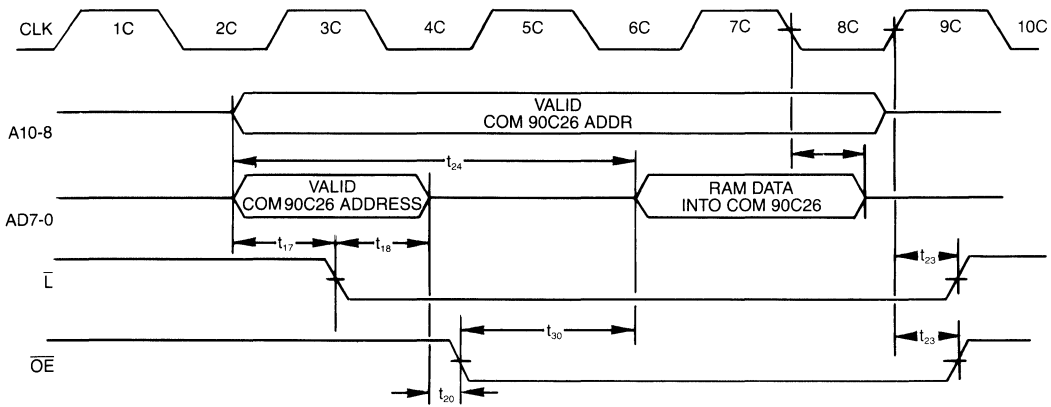 CLK 1C 2C 3C 4C 5C 6C 7C 8C 9C 10C
A10-8
VALID
COM 90C26 ADDR
t24
AD7-0
VALID
COM90C26 ADDRESS
RAM DATA
INTO COM 90C26
t17 t18
L̅
t23
t30
O̅E̅
t23
t20